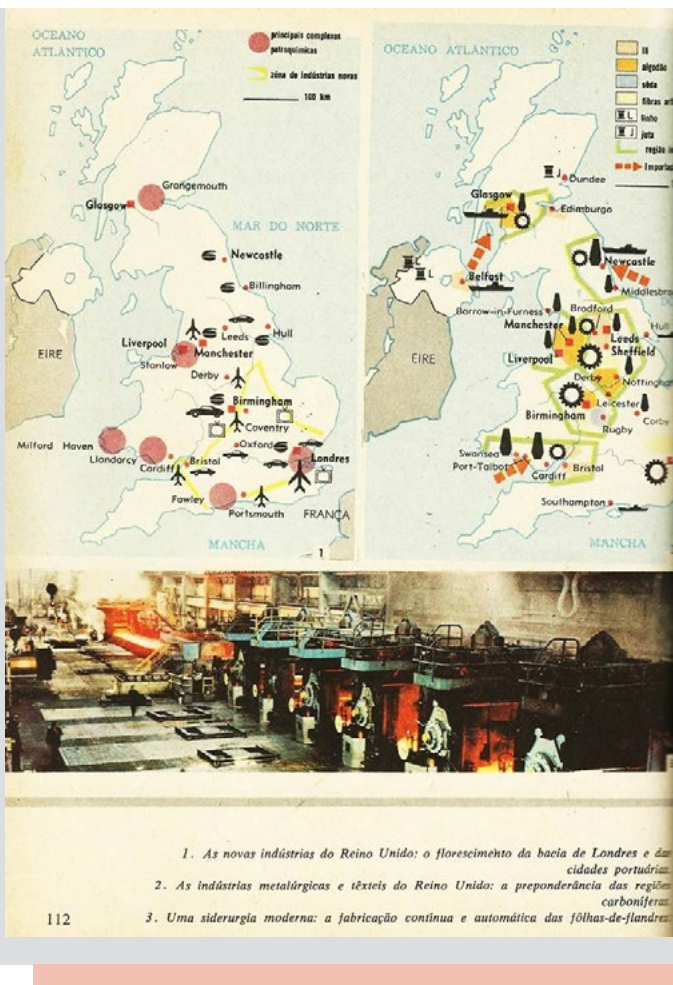 OCEANO
ATLÂNTICO
principais complexos
petroquímicos
zona de indústrias novas
100 km
Grangemouth
Glasgow
MAR DO NORTE
Newcastle
Billingham
Leeds
Hull
Liverpool
Manchester
Stanlow
Derby
EIRE
Birmingham
Coventry
Milford Haven
Oxford
Londres
Llandarcy
Cardiff
Bristol
Fawley
Portsmouth
FRANÇA
MANCHA
1
OCEANO ATLÂNTICO
lã
algodão
sêda
fibras
L linho
J juta
região
J
Dundee
Glasgow
Edimburgo
L
L
Belfast
Newcastle
Barrow-in-Furness
Bradford
Manchester
Leeds
Hull
Liverpool
Sheffield
EIRE
Derby
Leicester
Birmingham
Rugby
Corby
Swansea
Port-Talbot
Cardiff
Bristol
Southampton
MANCHA
1. As novas indústrias do Reino Unido: o florescimento da bacia de Londres e das
cidades portuárias.
2. As indústrias metalúrgicas e têxteis do Reino Unido: a preponderância das regiões
carboníferas.
3. Uma siderurgia moderna: a fabricação contínua e automática das fôlhas-de-flandres.
112